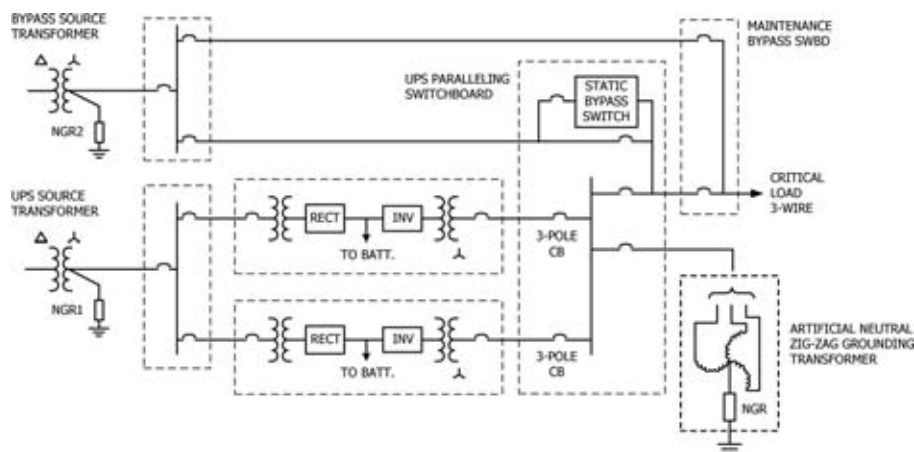 BYPASS SOURCE
TRANSFORMER
NGR2
MAINTENANCE
BYPASS SWBD
UPS PARALLELING
SWITCHBOARD
STATIC
BYPASS
SWITCH
UPS SOURCE
TRANSFORMER
NGR1
RECT
INV
TO BATT.
3-POLE
CB
CRITICAL
LOAD
3-WIRE
RECT
INV
TO BATT.
3-POLE
CB
ARTIFICIAL NEUTRAL
ZIG-ZAG GROUNDING
TRANSFORMER
NGR